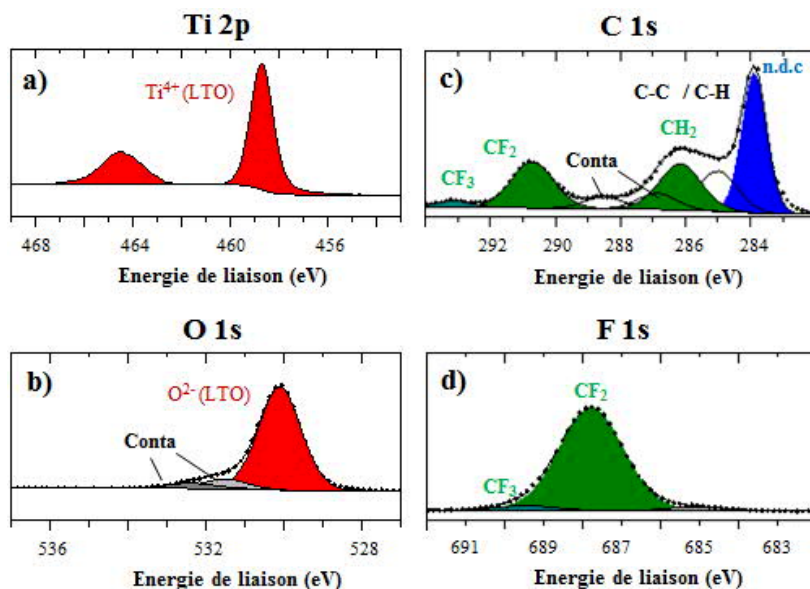 Ti 2p
a)
Ti⁴⁺ (LTO)
468 464 460 456
Energie de liaison (eV)
C 1s
c)
n.d.c
C-C / C-H
CH₂
CF₂
Conta
CF₃
292 290 288 286 284
Energie de liaison (eV)
O 1s
b)
O²⁻ (LTO)
Conta
536 532 528
Energie de liaison (eV)
F 1s
d)
CF₂
CF₃
691 689 687 685 683
Energie de liaison (eV)